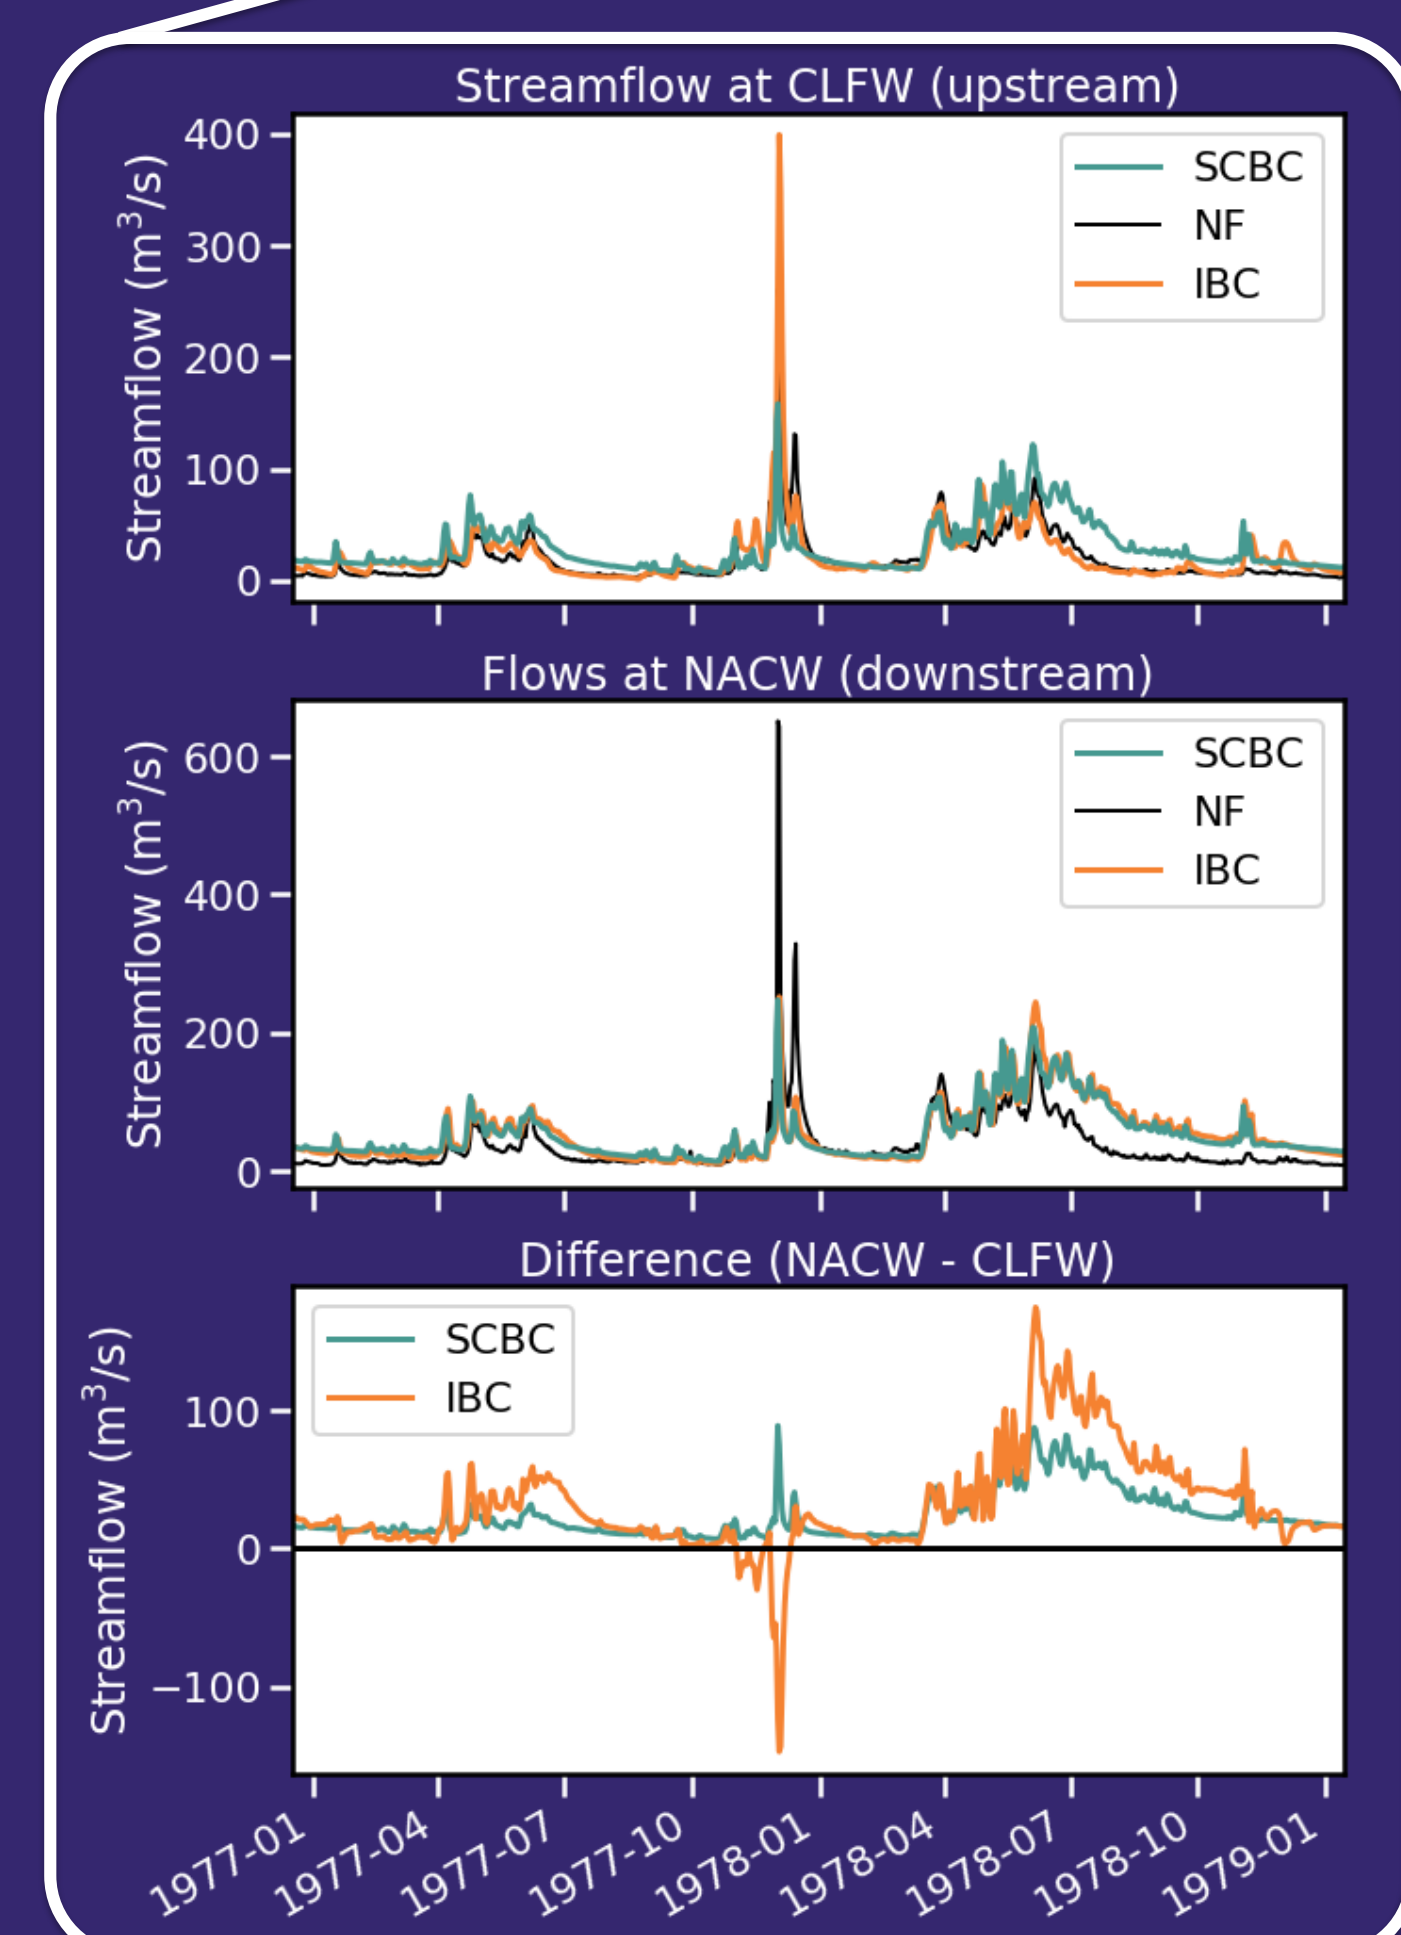 Streamflow at CLFW (upstream)
Streamflow (m³/s)
400
300
200
100
0
SCBC
NF
IBC
Flows at NACW (downstream)
Streamflow (m³/s)
600
400
200
0
SCBC
NF
IBC
Difference (NACW - CLFW)
Streamflow (m³/s)
100
0
−100
SCBC
IBC
1977-01
1977-04
1977-07
1977-10
1978-01
1978-04
1978-07
1978-10
1979-01